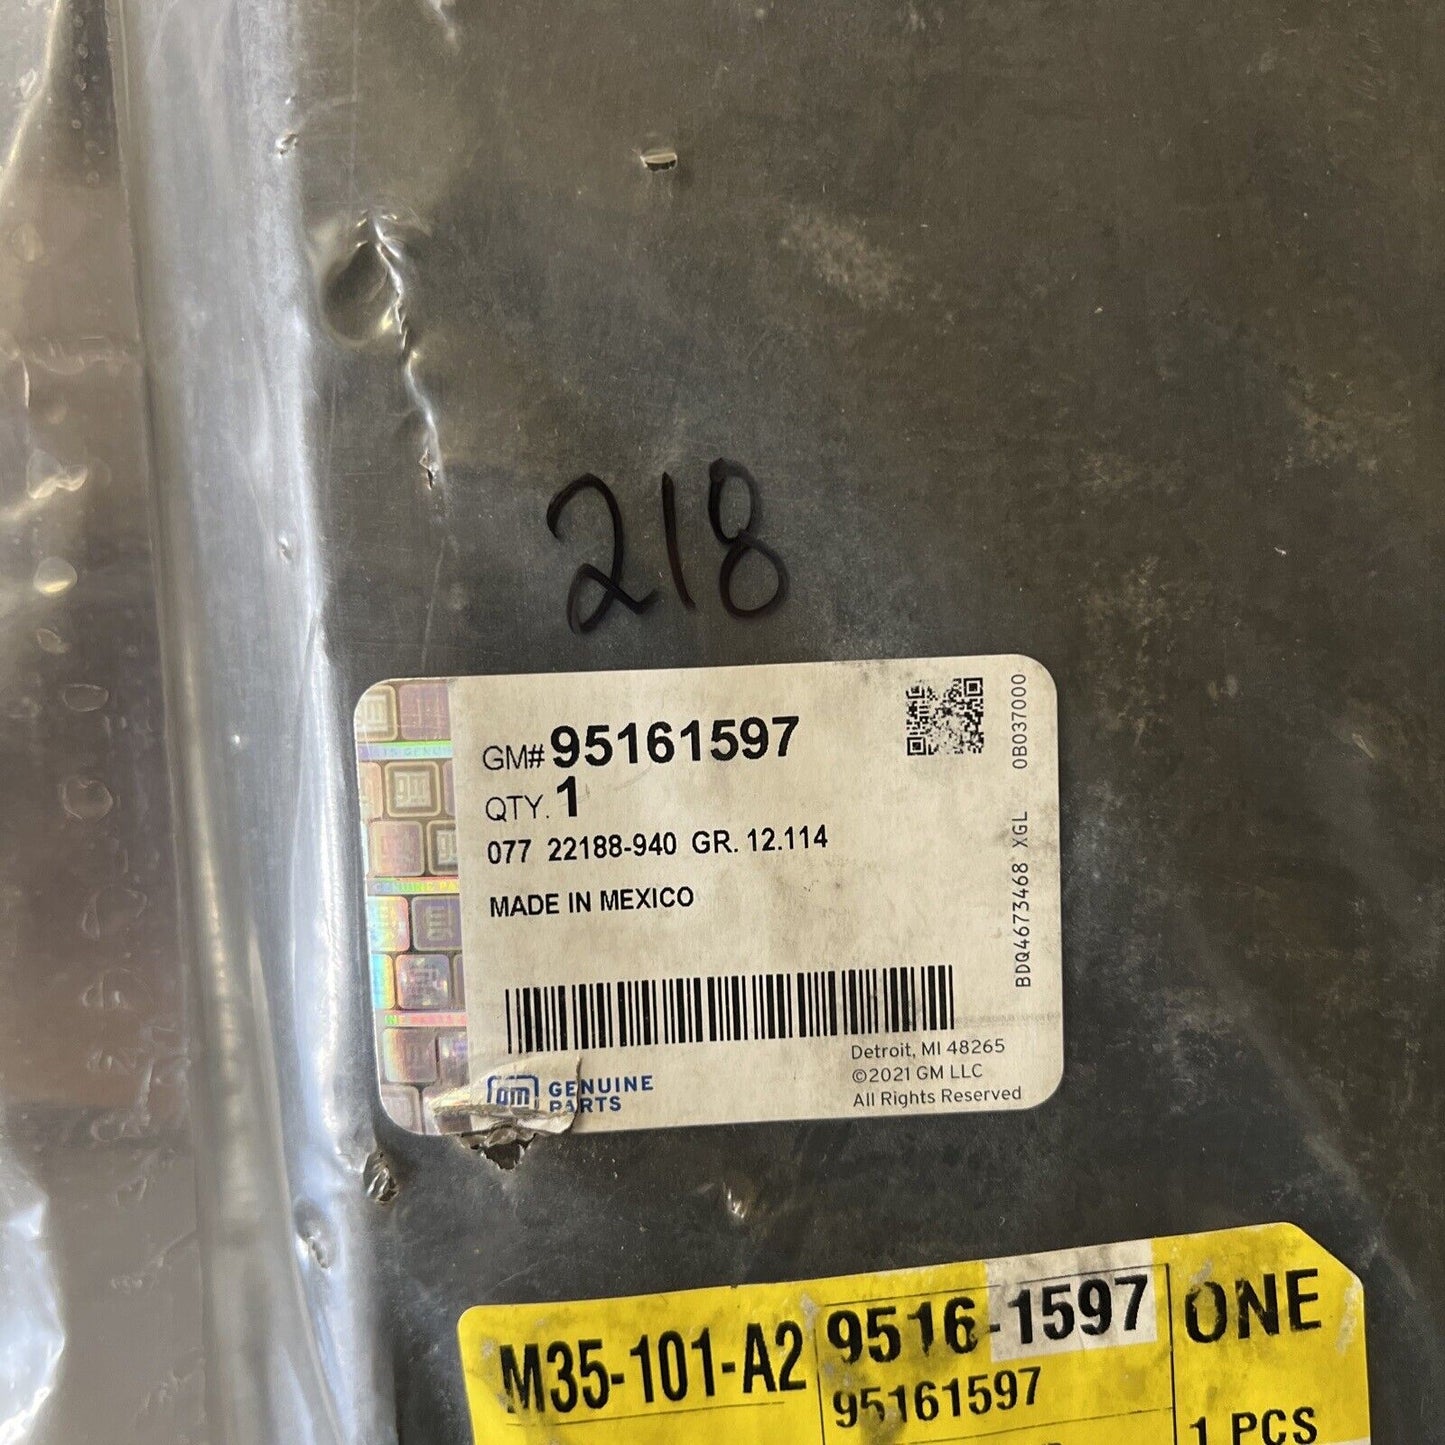 218
GM# 95161597
QTY. 1
077 22188-940 GR. 12.114
MADE IN MEXICO
BDQ4673468 XGL 0B037000
gm GENUINE
PARTS
Detroit, MI 48265
©2021 GM LLC
All Rights Reserved
M35-101-A2
9516-1597
95161597
ONE
1 PCS